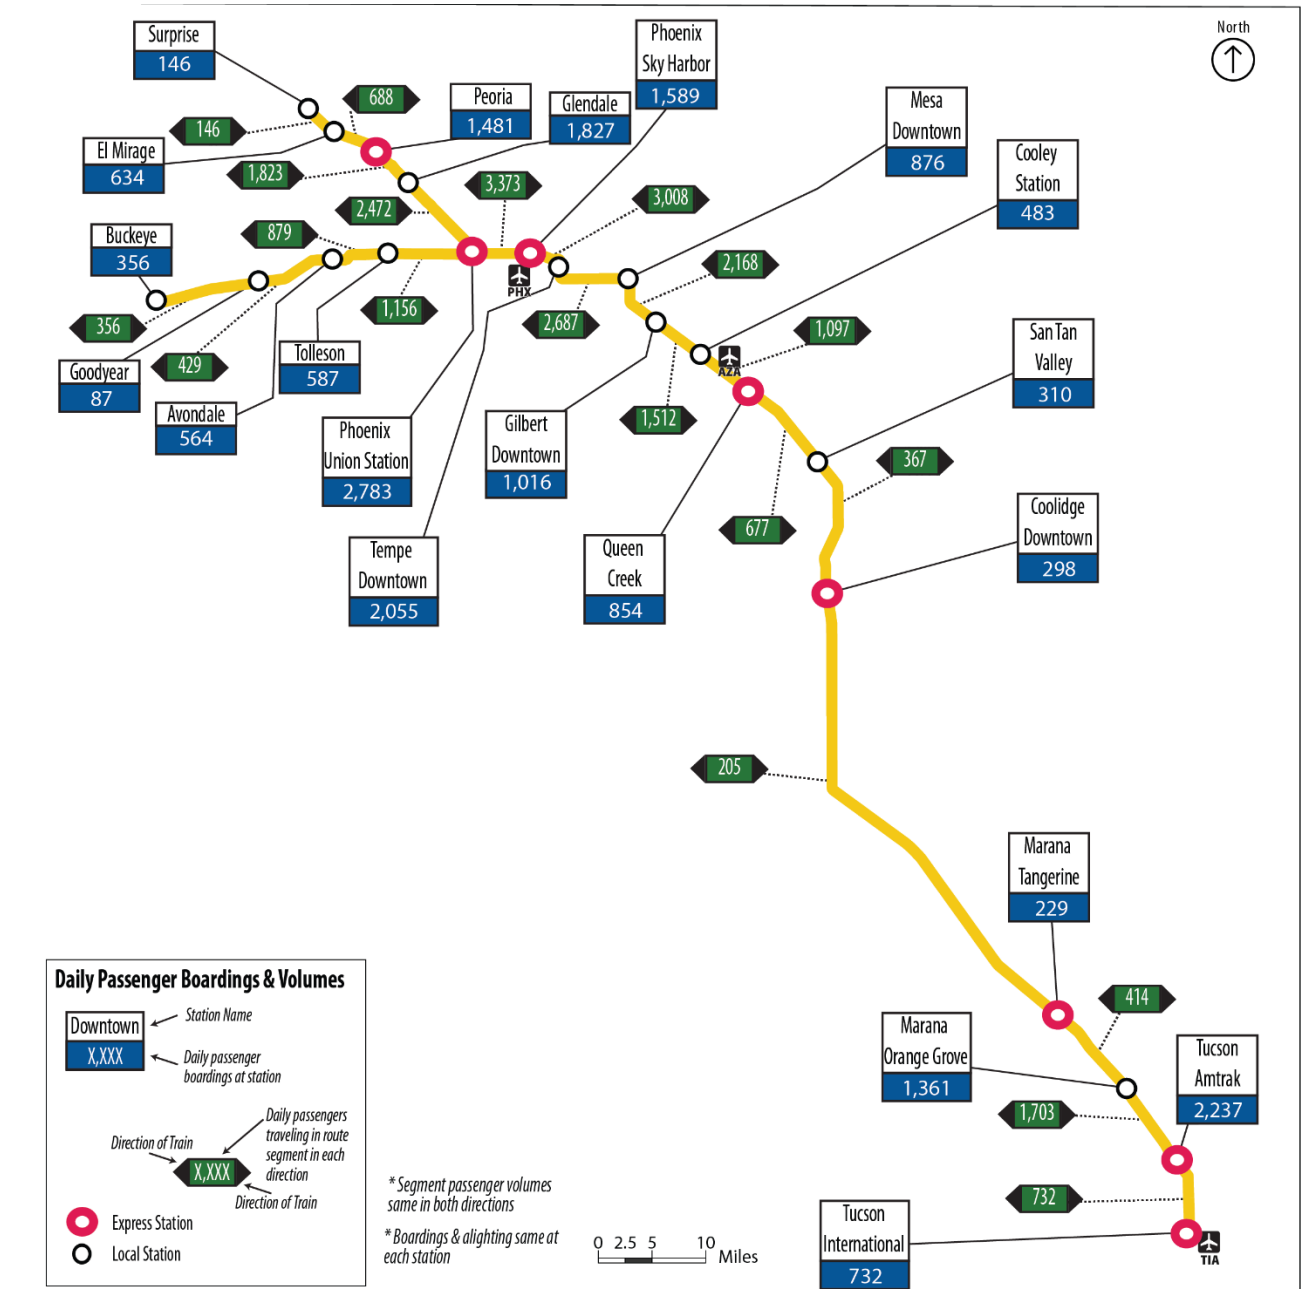 Surprise
146
Phoenix
Sky Harbor
1,589
North
688
Peoria
1,481
Glendale
1,827
Mesa
Downtown
876
146
El Mirage
634
1,823
3,373
3,008
Cooley
Station
483
2,472
879
Buckeye
356
2,168
PHX
1,156
356
2,687
1,097
San Tan
Valley
310
Goodyear
87
429
Tolleson
587
AZA
Avondale
564
Phoenix
Union Station
2,783
Gilbert
Downtown
1,016
1,512
367
677
Coolidge
Downtown
298
Tempe
Downtown
2,055
Queen
Creek
854
205
Marana
Tangerine
229
414
Marana
Orange Grove
1,361
Tucson
Amtrak
2,237
1,703
732
Tucson
International
732
TIA
Daily Passenger Boardings & Volumes
Downtown
X,XXX
Station Name
Daily passenger
boardings at station
Daily passengers
traveling in route
segment in each
direction
Direction of Train
X,XXX
Direction of Train
Express Station
Local Station
* Segment passenger volumes
same in both directions
* Boardings & alighting same at
each station
0 2.5 5 10
Miles